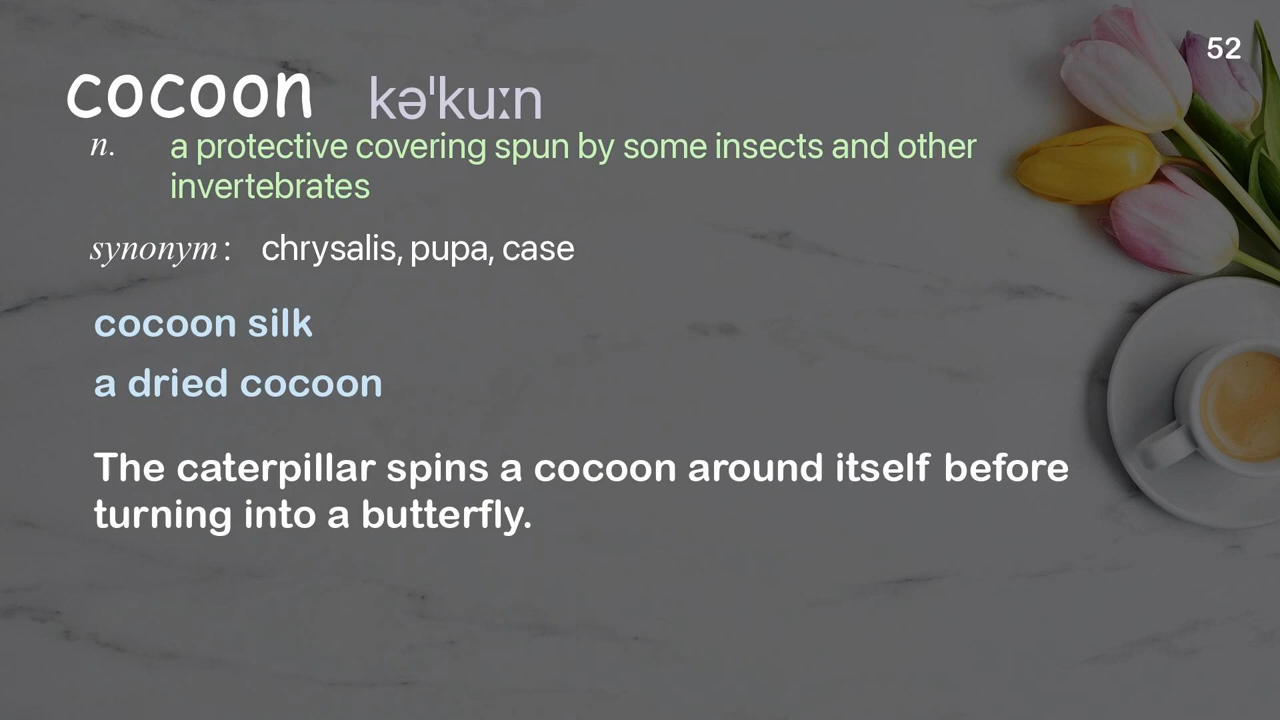 52
cocoon kəˈkuːn
n. a protective covering spun by some insects and other
invertebrates
synonym: chrysalis, pupa, case
cocoon silk
a dried cocoon
The caterpillar spins a cocoon around itself before
turning into a butterfly.